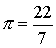 π = 22/7